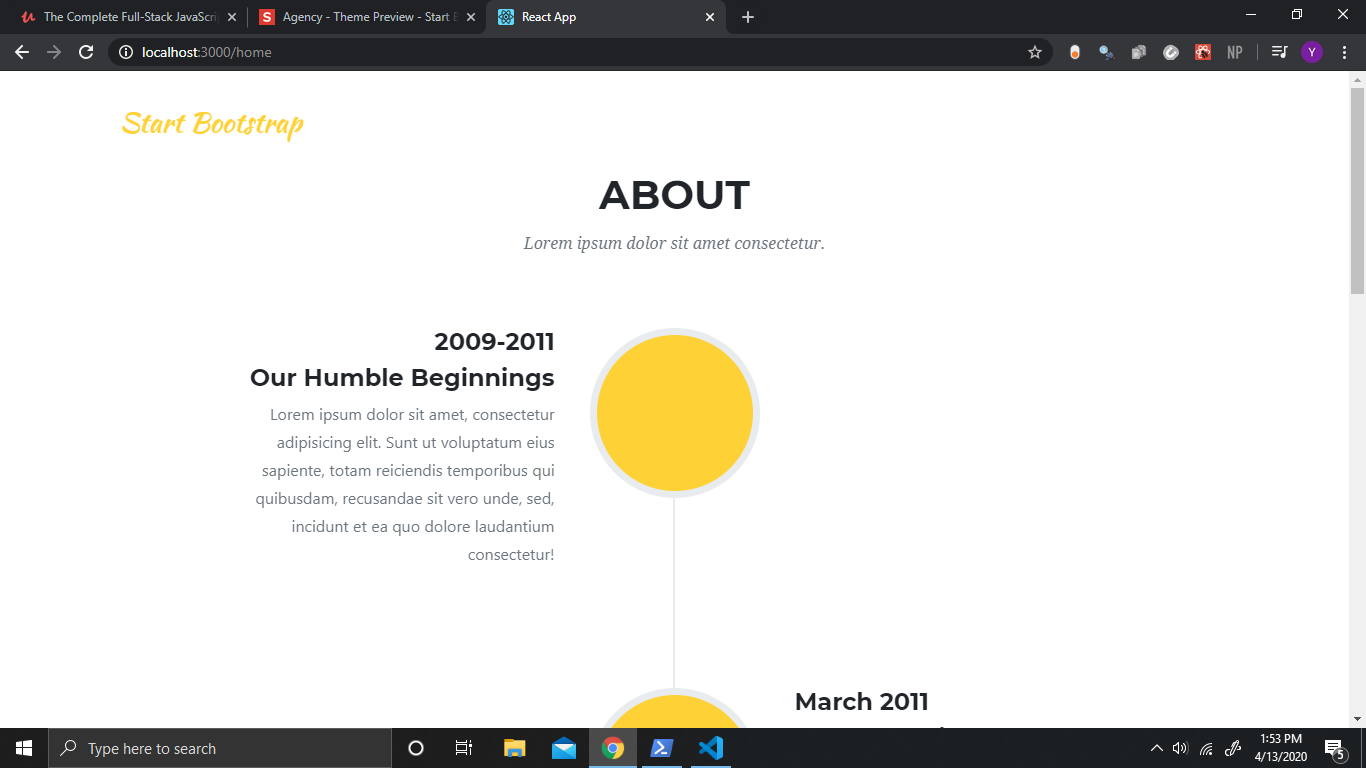 The Complete Full-Stack JavaScri
Agency - Theme Preview - Start B
React App
localhost:3000/home
NP
Y
Start Bootstrap
ABOUT
Lorem ipsum dolor sit amet consectetur.
2009-2011
Our Humble Beginnings
Lorem ipsum dolor sit amet, consectetur
adipisicing elit. Sunt ut voluptatum eius
sapiente, totam reiciendis temporibus qui
quibusdam, recusandae sit vero unde, sed,
incidunt et ea quo dolore laudantium
consectetur!
March 2011
Type here to search
1:53 PM
4/13/2020
5